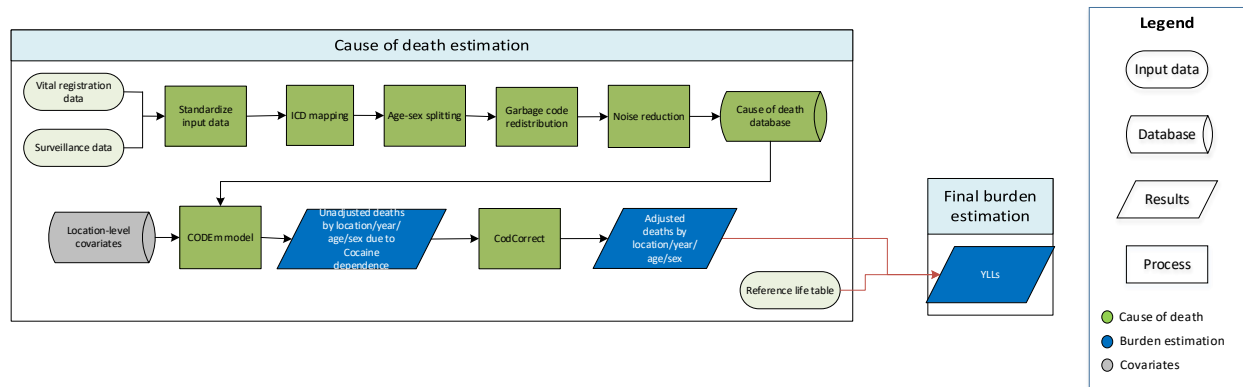 Cause of death estimation
Vital registration
data
Surveillance data
Standardize
input data
ICD mapping
Age-sex splitting
Garbage code
redistribution
Noise reduction
Cause of death
database
Location-level
covariates
CODEm model
Unadjusted deaths
by location/year/
age/sex due to
Cocaine
dependence
CodCorrect
Adjusted
deaths by
location/year/
age/sex
Reference life table
Final burden
estimation
YLLs
Legend
Input data
Database
Results
Process
Cause of death
Burden estimation
Covariates